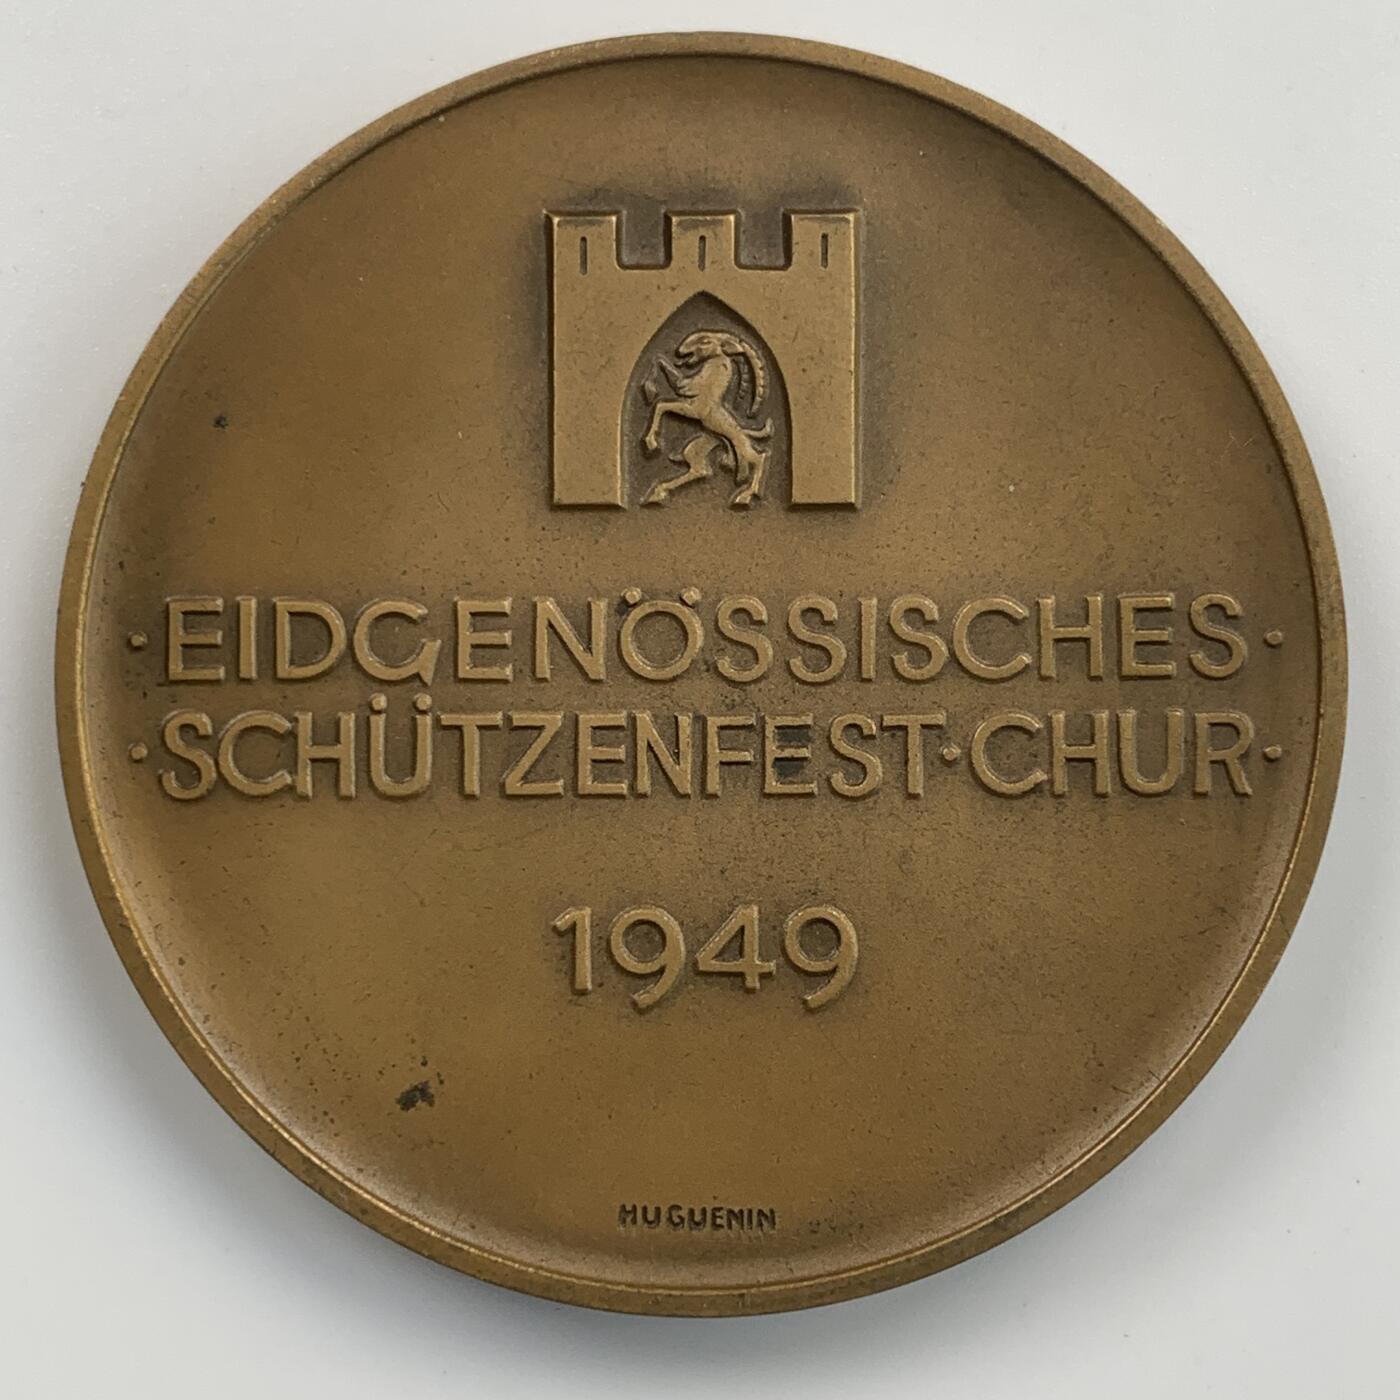 ·EIDGENÖSSISCHES·
·SCHÜTZENFEST·CHUR·
1949
HUGUENIN